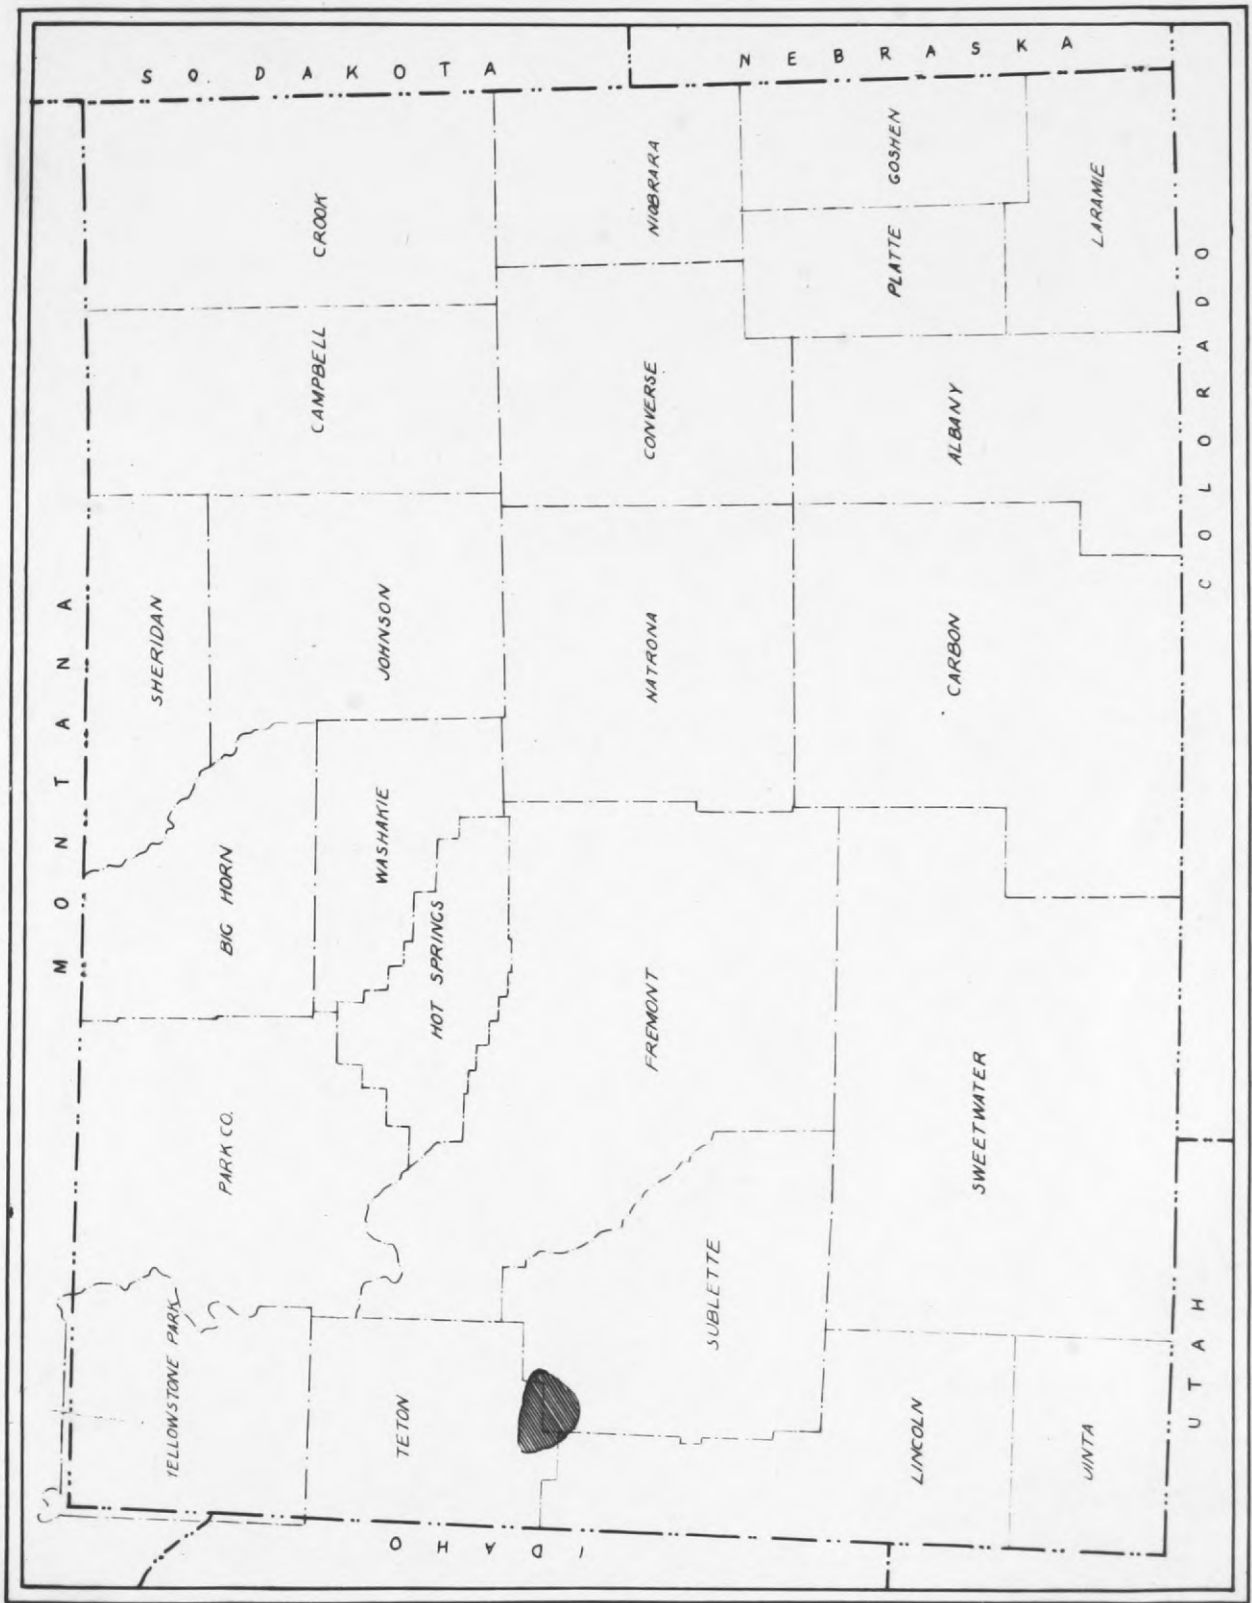 MONTANA
SO. DAKOTA
NEBRASKA
COLORADO
UTAH
IDAHO
YELLOWSTONE PARK
PARK CO.
BIG HORN
SHERIDAN
CAMPBELL
CROOK
JOHNSON
WASHAKIE
HOT SPRINGS
TETON
FREMONT
NATRONA
CONVERSE
NIOBRARA
SUBLETTE
LINCOLN
SWEETWATER
CARBON
ALBANY
PLATTE
GOSHEN
LARAMIE
UINTA